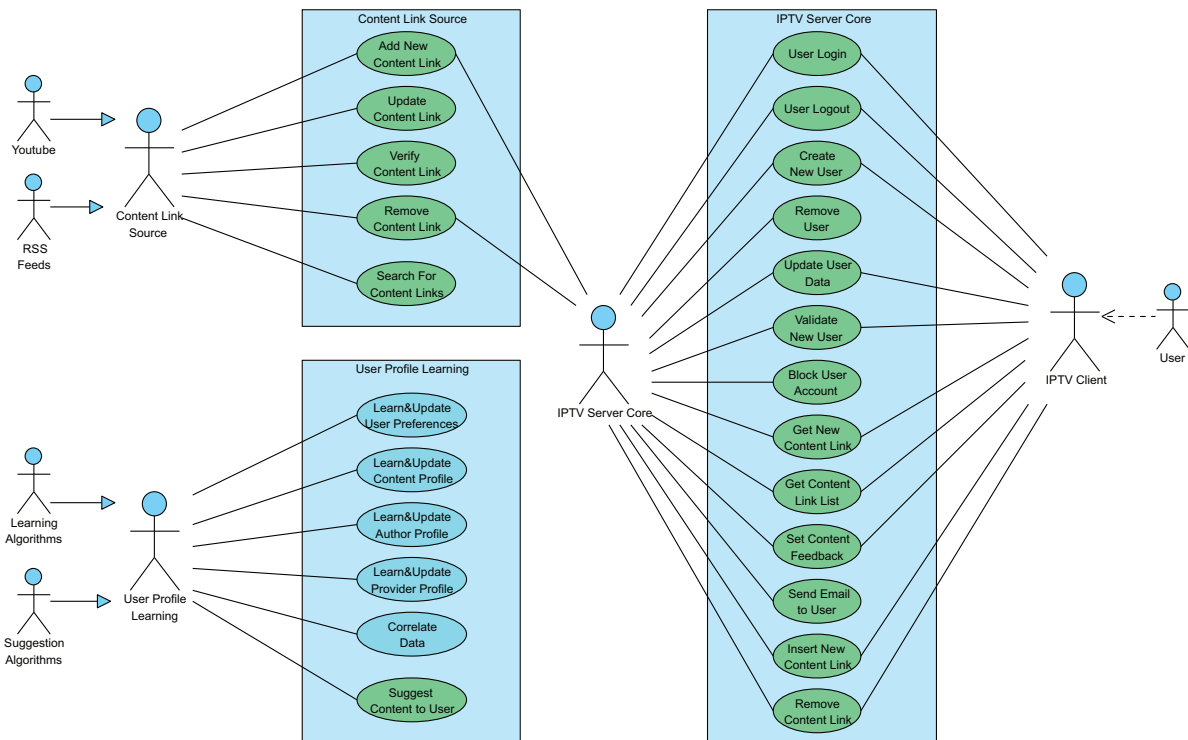 Content Link Source
Add New
Content Link
Update
Content Link
Verify
Content Link
Remove
Content Link
Search For
Content Links
Youtube
RSS
Feeds
Content Link
Source
User Profile Learning
Learn&Update
User Preferences
Learn&Update
Content Profile
Learn&Update
Author Profile
Learn&Update
Provider Profile
Correlate
Data
Suggest
Content to User
Learning
Algorithms
Suggestion
Algorithms
User Profile
Learning
IPTV Server Core
IPTV Server Core
User Login
User Logout
Create
New User
Remove
User
Update User
Data
Validate
New User
Block User
Account
Get New
Content Link
Get Content
Link List
Set Content
Feedback
Send Email
to User
Insert New
Content Link
Remove
Content Link
IPTV Client
User